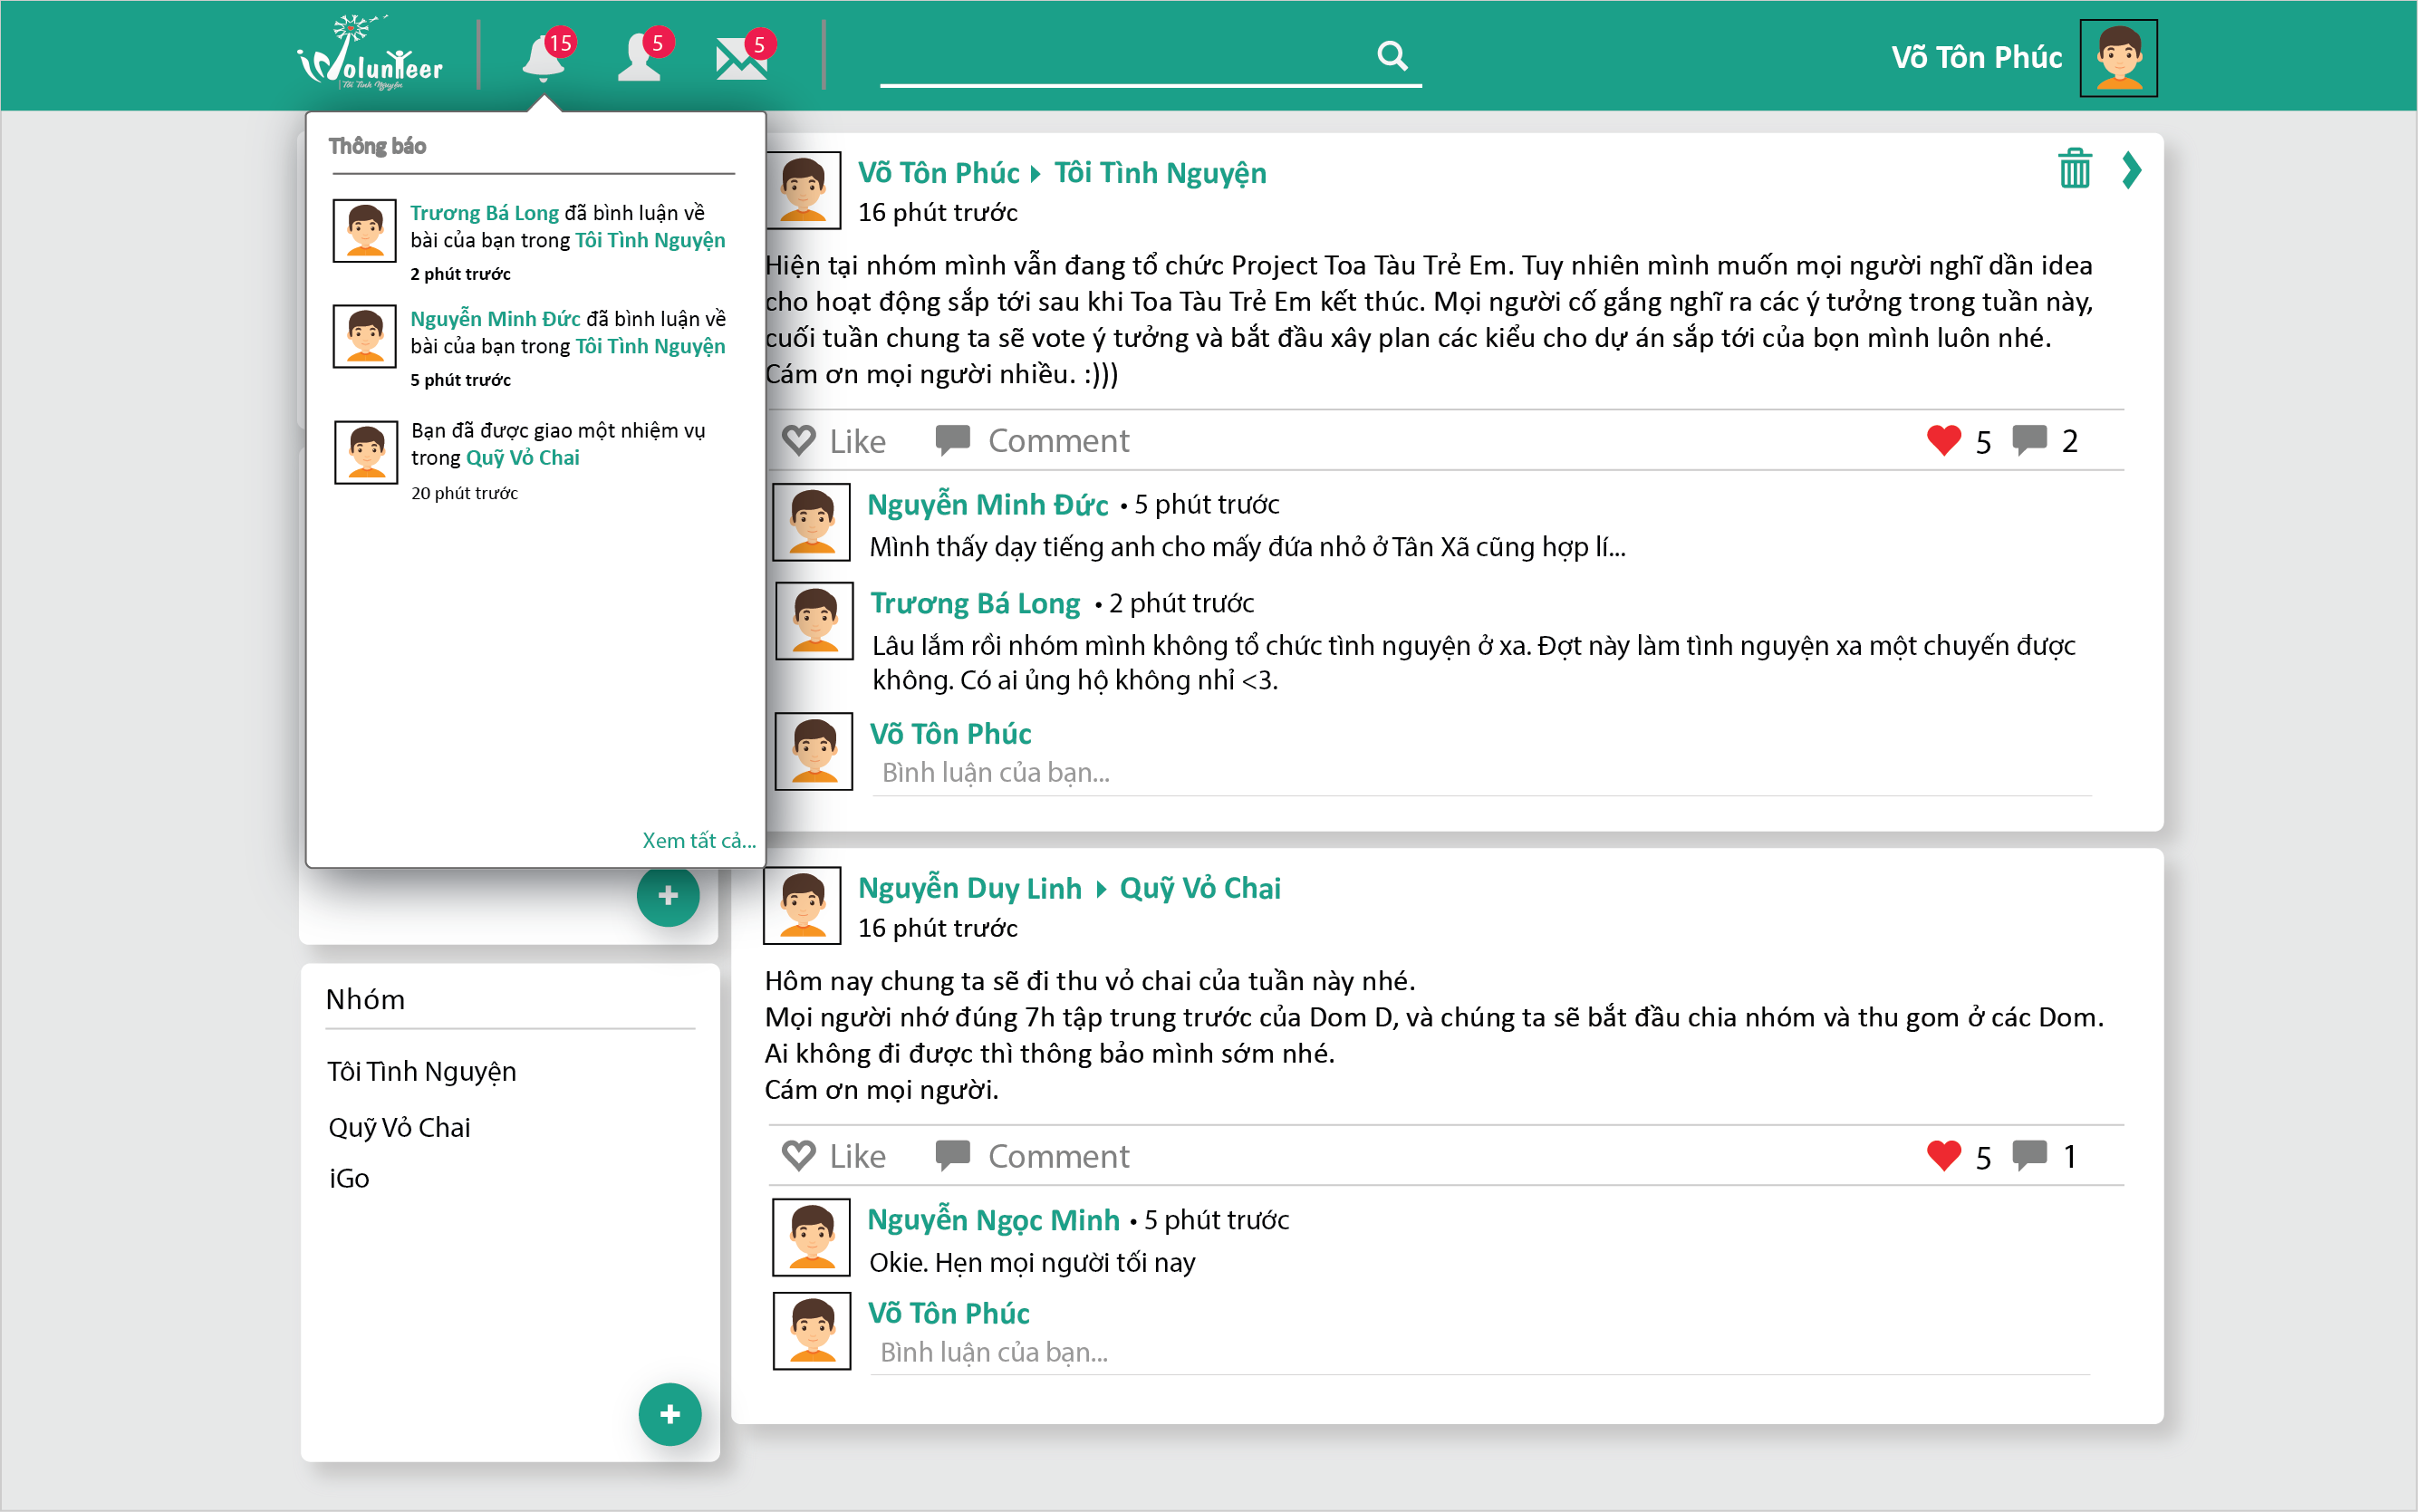 Volunteer
Tôi Tình Nguyện
15
5
5
Võ Tôn Phúc
Thông báo
Trương Bá Long đã bình luận về
bài của bạn trong Tôi Tình Nguyện
2 phút trước
Nguyễn Minh Đức đã bình luận về
bài của bạn trong Tôi Tình Nguyện
5 phút trước
Bạn đã được giao một nhiệm vụ
trong Quỹ Vỏ Chai
20 phút trước
Xem tất cả...
Nhóm
Tôi Tình Nguyện
Quỹ Vỏ Chai
iGo
Võ Tôn Phúc Tôi Tình Nguyện
16 phút trước
Hiện tại nhóm mình vẫn đang tổ chức Project Toa Tàu Trẻ Em. Tuy nhiên mình muốn mọi người nghĩ dần idea
cho hoạt động sắp tới sau khi Toa Tàu Trẻ Em kết thúc. Mọi người cố gắng nghĩ ra các ý tưởng trong tuần này,
cuối tuần chung ta sẽ vote ý tưởng và bắt đầu xây plan các kiểu cho dự án sắp tới của bọn mình luôn nhé.
Cám ơn mọi người nhiều. :)))
Like Comment 5 2
Nguyễn Minh Đức • 5 phút trước
Mình thấy dạy tiếng anh cho mấy đứa nhỏ ở Tân Xã cũng hợp lí...
Trương Bá Long • 2 phút trước
Lâu lắm rồi nhóm mình không tổ chức tình nguyện ở xa. Đợt này làm tình nguyện xa một chuyến được
không. Có ai ủng hộ không nhỉ <3.
Võ Tôn Phúc
Bình luận của bạn...
Nguyễn Duy Linh Quỹ Vỏ Chai
16 phút trước
Hôm nay chung ta sẽ đi thu vỏ chai của tuần này nhé.
Mọi người nhớ đúng 7h tập trung trước của Dom D, và chúng ta sẽ bắt đầu chia nhóm và thu gom ở các Dom.
Ai không đi được thì thông bảo mình sớm nhé.
Cám ơn mọi người.
Like Comment 5 1
Nguyễn Ngọc Minh • 5 phút trước
Okie. Hẹn mọi người tối nay
Võ Tôn Phúc
Bình luận của bạn...